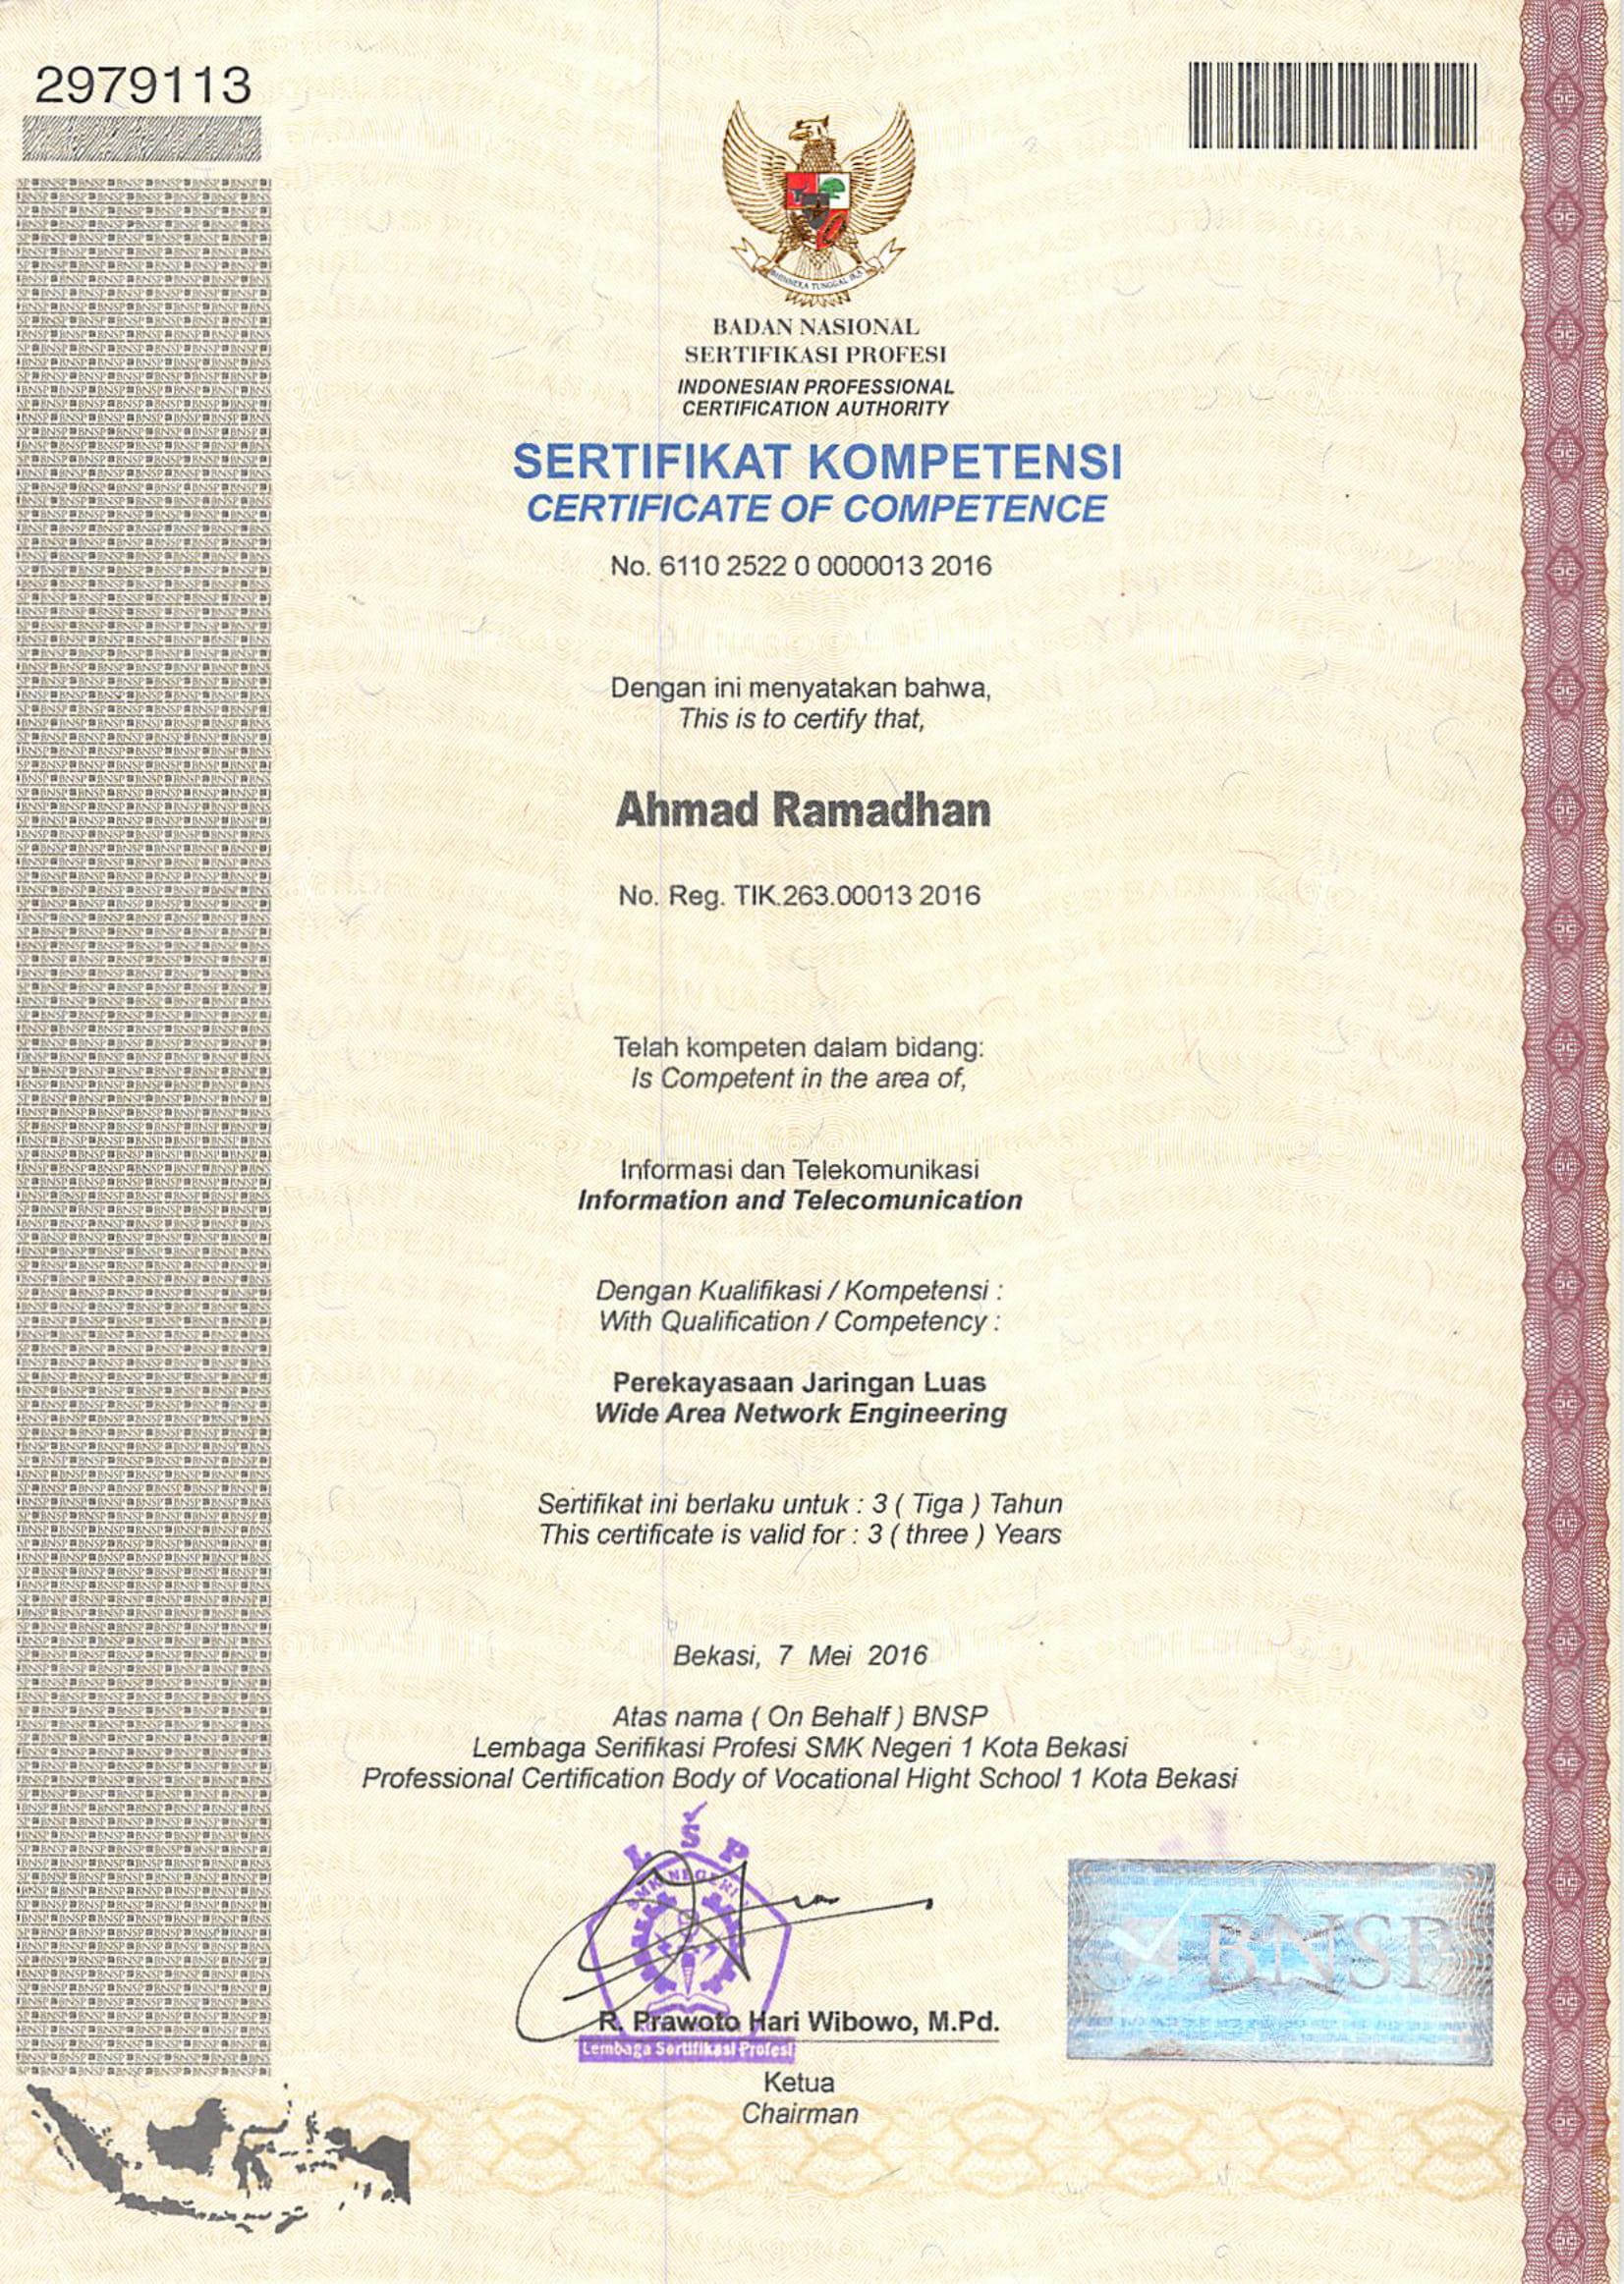 2979113
BHINNEKA TUNGGAL IKA
BADAN NASIONAL
SERTIFIKASI PROFESI
INDONESIAN PROFESSIONAL
CERTIFICATION AUTHORITY
SERTIFIKAT KOMPETENSI
CERTIFICATE OF COMPETENCE
No. 6110 2522 0 0000013 2016
Dengan ini menyatakan bahwa,
This is to certify that,
Ahmad Ramadhan
No. Reg. TIK.263.00013 2016
Telah kompeten dalam bidang:
Is Competent in the area of,
Informasi dan Telekomunikasi
Information and Telecomunication
Dengan Kualifikasi / Kompetensi :
With Qualification / Competency :
Perekayasaan Jaringan Luas
Wide Area Network Engineering
Sertifikat ini berlaku untuk : 3 ( Tiga ) Tahun
This certificate is valid for : 3 ( three ) Years
Bekasi, 7 Mei 2016
Atas nama ( On Behalf ) BNSP
Lembaga Serifikasi Profesi SMK Negeri 1 Kota Bekasi
Professional Certification Body of Vocational Hight School 1 Kota Bekasi
LSP
SMK NEGERI
BNSP
R. Prawoto Hari Wibowo, M.Pd.
Lembaga Sertifikasi Profesi
Ketua
Chairman